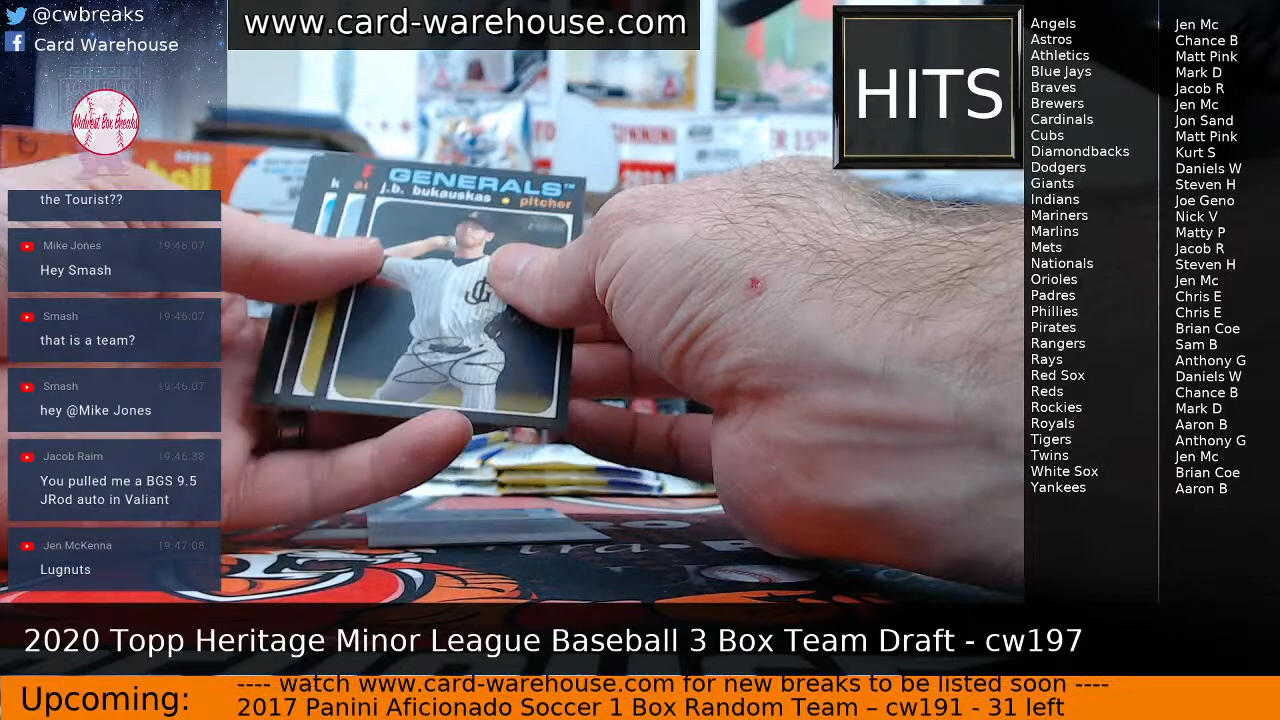 @cwbreaks
Card Warehouse
www.card-warehouse.com
Midwest Box Breaks
the Tourist??
Mike Jones 19:46.07
Hey Smash
Smash 19:46.07
that is a team?
Smash 19:46.07
hey @Mike Jones
Jacob Raim 19:46.38
You pulled me a BGS 9.5
JRod auto in Valiant
Jen McKenna 19:47.08
Lugnuts
GENERALS™
j.b. bukauskas • pitcher
JG
HITS
Angels Jen Mc
Astros Chance B
Athletics Matt Pink
Blue Jays Mark D
Braves Jacob R
Brewers Jen Mc
Cardinals Jon Sand
Cubs Matt Pink
Diamondbacks Kurt S
Dodgers Daniels W
Giants Steven H
Indians Joe Geno
Mariners Nick V
Marlins Matty P
Mets Jacob R
Nationals Steven H
Orioles Jen Mc
Padres Chris E
Phillies Chris E
Pirates Brian Coe
Rangers Sam B
Rays Anthony G
Red Sox Daniels W
Reds Chance B
Rockies Mark D
Royals Aaron B
Tigers Anthony G
Twins Jen Mc
White Sox Brian Coe
Yankees Aaron B
2020 Topp Heritage Minor League Baseball 3 Box Team Draft - cw197
Upcoming:
---- watch www.card-warehouse.com for new breaks to be listed soon ----
2017 Panini Aficionado Soccer 1 Box Random Team – cw191 - 31 left